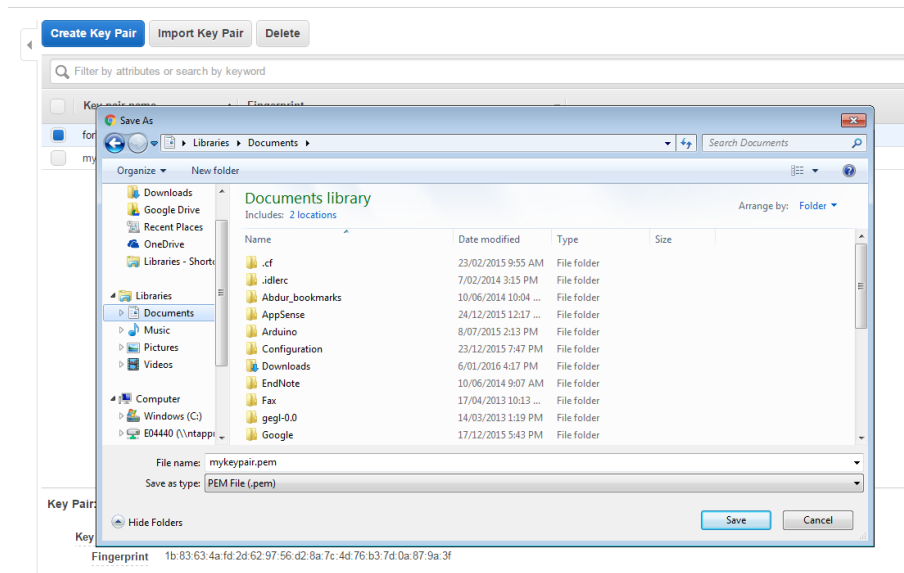 Create Key Pair Import Key Pair Delete
Filter by attributes or search by keyword
Key pair name Fingerprint
for
my
Save As
Libraries Documents
Search Documents
Organize New folder
Downloads
Google Drive
Recent Places
OneDrive
Libraries - Shortc
Libraries
Documents
Music
Pictures
Videos
Computer
Windows (C:)
E04440 (\\ntappr
Documents library
Includes: 2 locations
Arrange by: Folder
Name Date modified Type Size
.cf 23/02/2015 9:55 AM File folder
.idlerc 7/02/2014 3:15 PM File folder
Abdur_bookmarks 10/06/2014 10:04 ... File folder
AppSense 24/12/2015 12:17 ... File folder
Arduino 8/07/2015 2:13 PM File folder
Configuration 23/12/2015 7:47 PM File folder
Downloads 6/01/2016 4:17 PM File folder
EndNote 10/06/2014 9:07 AM File folder
Fax 17/04/2013 10:13 ... File folder
gegl-0.0 14/03/2013 1:19 PM File folder
Google 17/12/2015 5:43 PM File folder
File name: mykeypair.pem
Save as type: PEM File (.pem)
Hide Folders Save Cancel
Key Pair:
Key
Fingerprint 1b:83:63:4a:fd:2d:62:97:56:d2:8a:7c:4d:76:b3:7d:0a:87:9a:3f